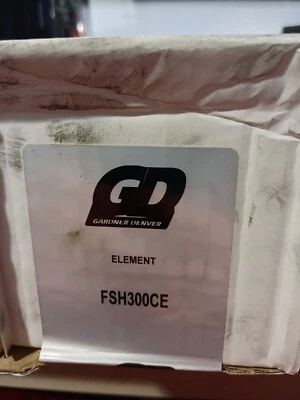 GD
GARDNER DENVER
ELEMENT
FSH300CE